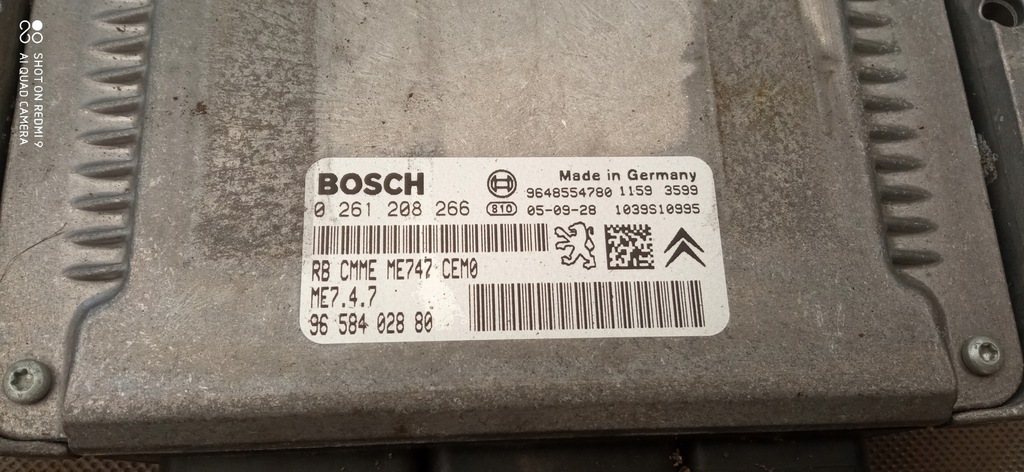 SHOT ON REDMI 9
AI QUAD CAMERA
BOSCH
Made in Germany
9648554780 1159 3599
0 261 208 266
810
05-09-28
1039S10995
RB CMME ME747 CEM0
ME7.4.7
96 584 028 80